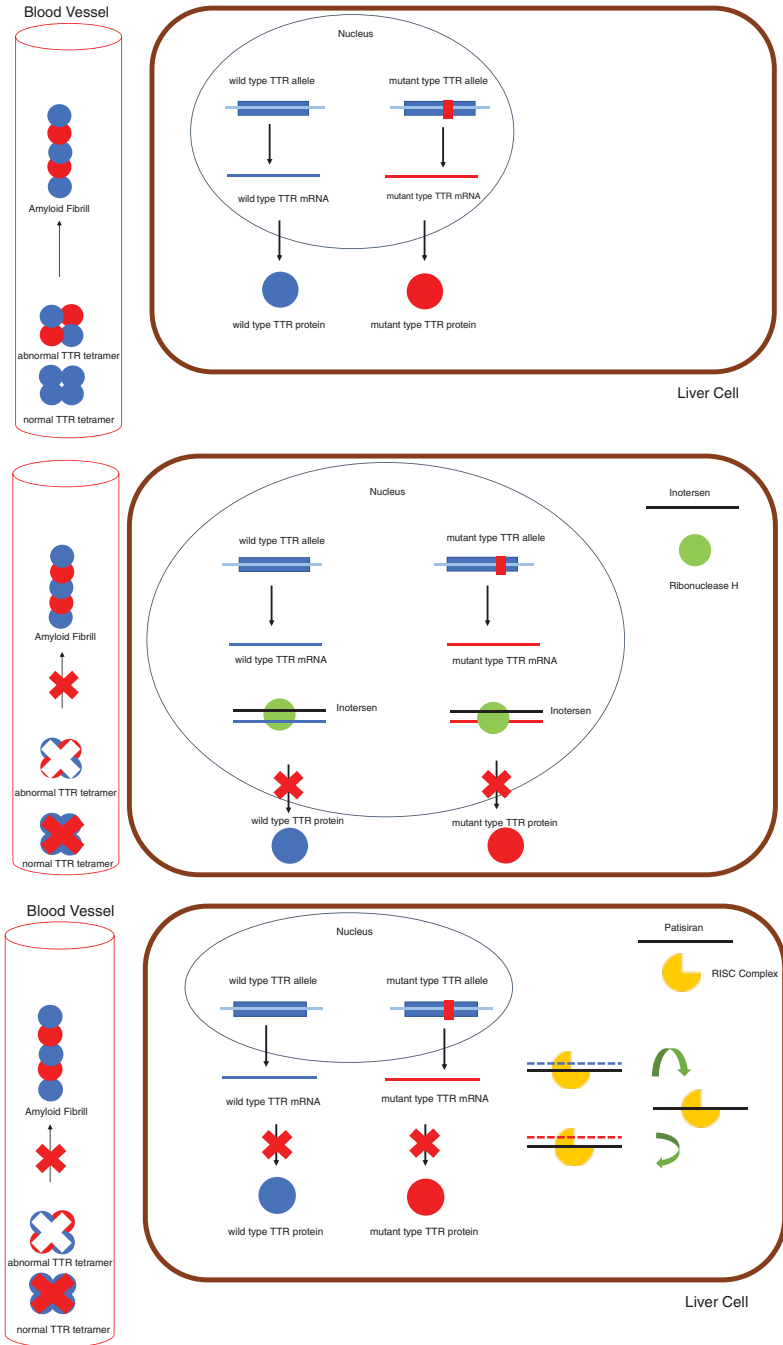 Blood Vessel
Nucleus
wild type TTR allele
mutant type TTR allele
wild type TTR mRNA
mutant type TTR mRNA
Amyloid Fibrill
wild type TTR protein
mutant type TTR protein
abnormal TTR tetramer
normal TTR tetramer
Liver Cell
Nucleus
Inotersen
wild type TTR allele
mutant type TTR allele
Ribonuclease H
Amyloid Fibrill
wild type TTR mRNA
mutant type TTR mRNA
Inotersen
Inotersen
abnormal TTR tetramer
wild type TTR protein
mutant type TTR protein
normal TTR tetramer
Blood Vessel
Nucleus
Patisiran
wild type TTR allele
mutant type TTR allele
RISC Complex
Amyloid Fibrill
wild type TTR mRNA
mutant type TTR mRNA
wild type TTR protein
mutant type TTR protein
abnormal TTR tetramer
normal TTR tetramer
Liver Cell